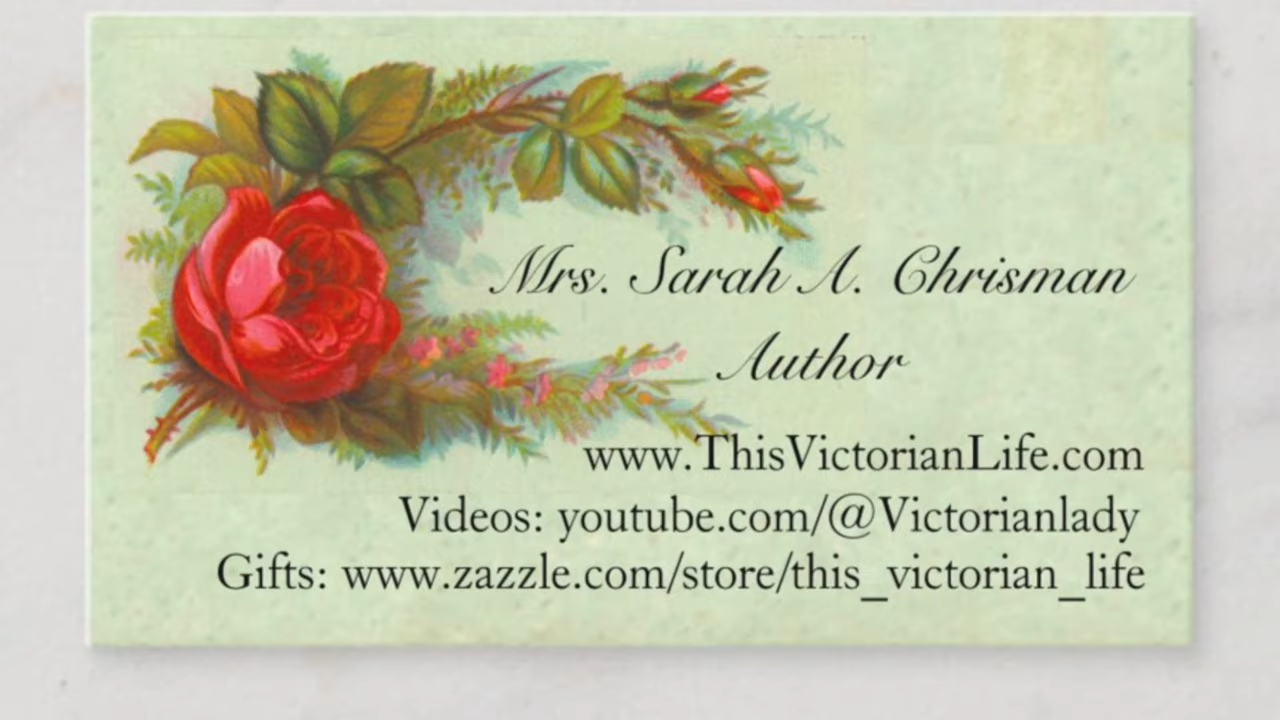 Mrs. Sarah A. Chrisman
Author
www.ThisVictorianLife.com
Videos: youtube.com/@Victorianlady
Gifts: www.zazzle.com/store/this_victorian_life